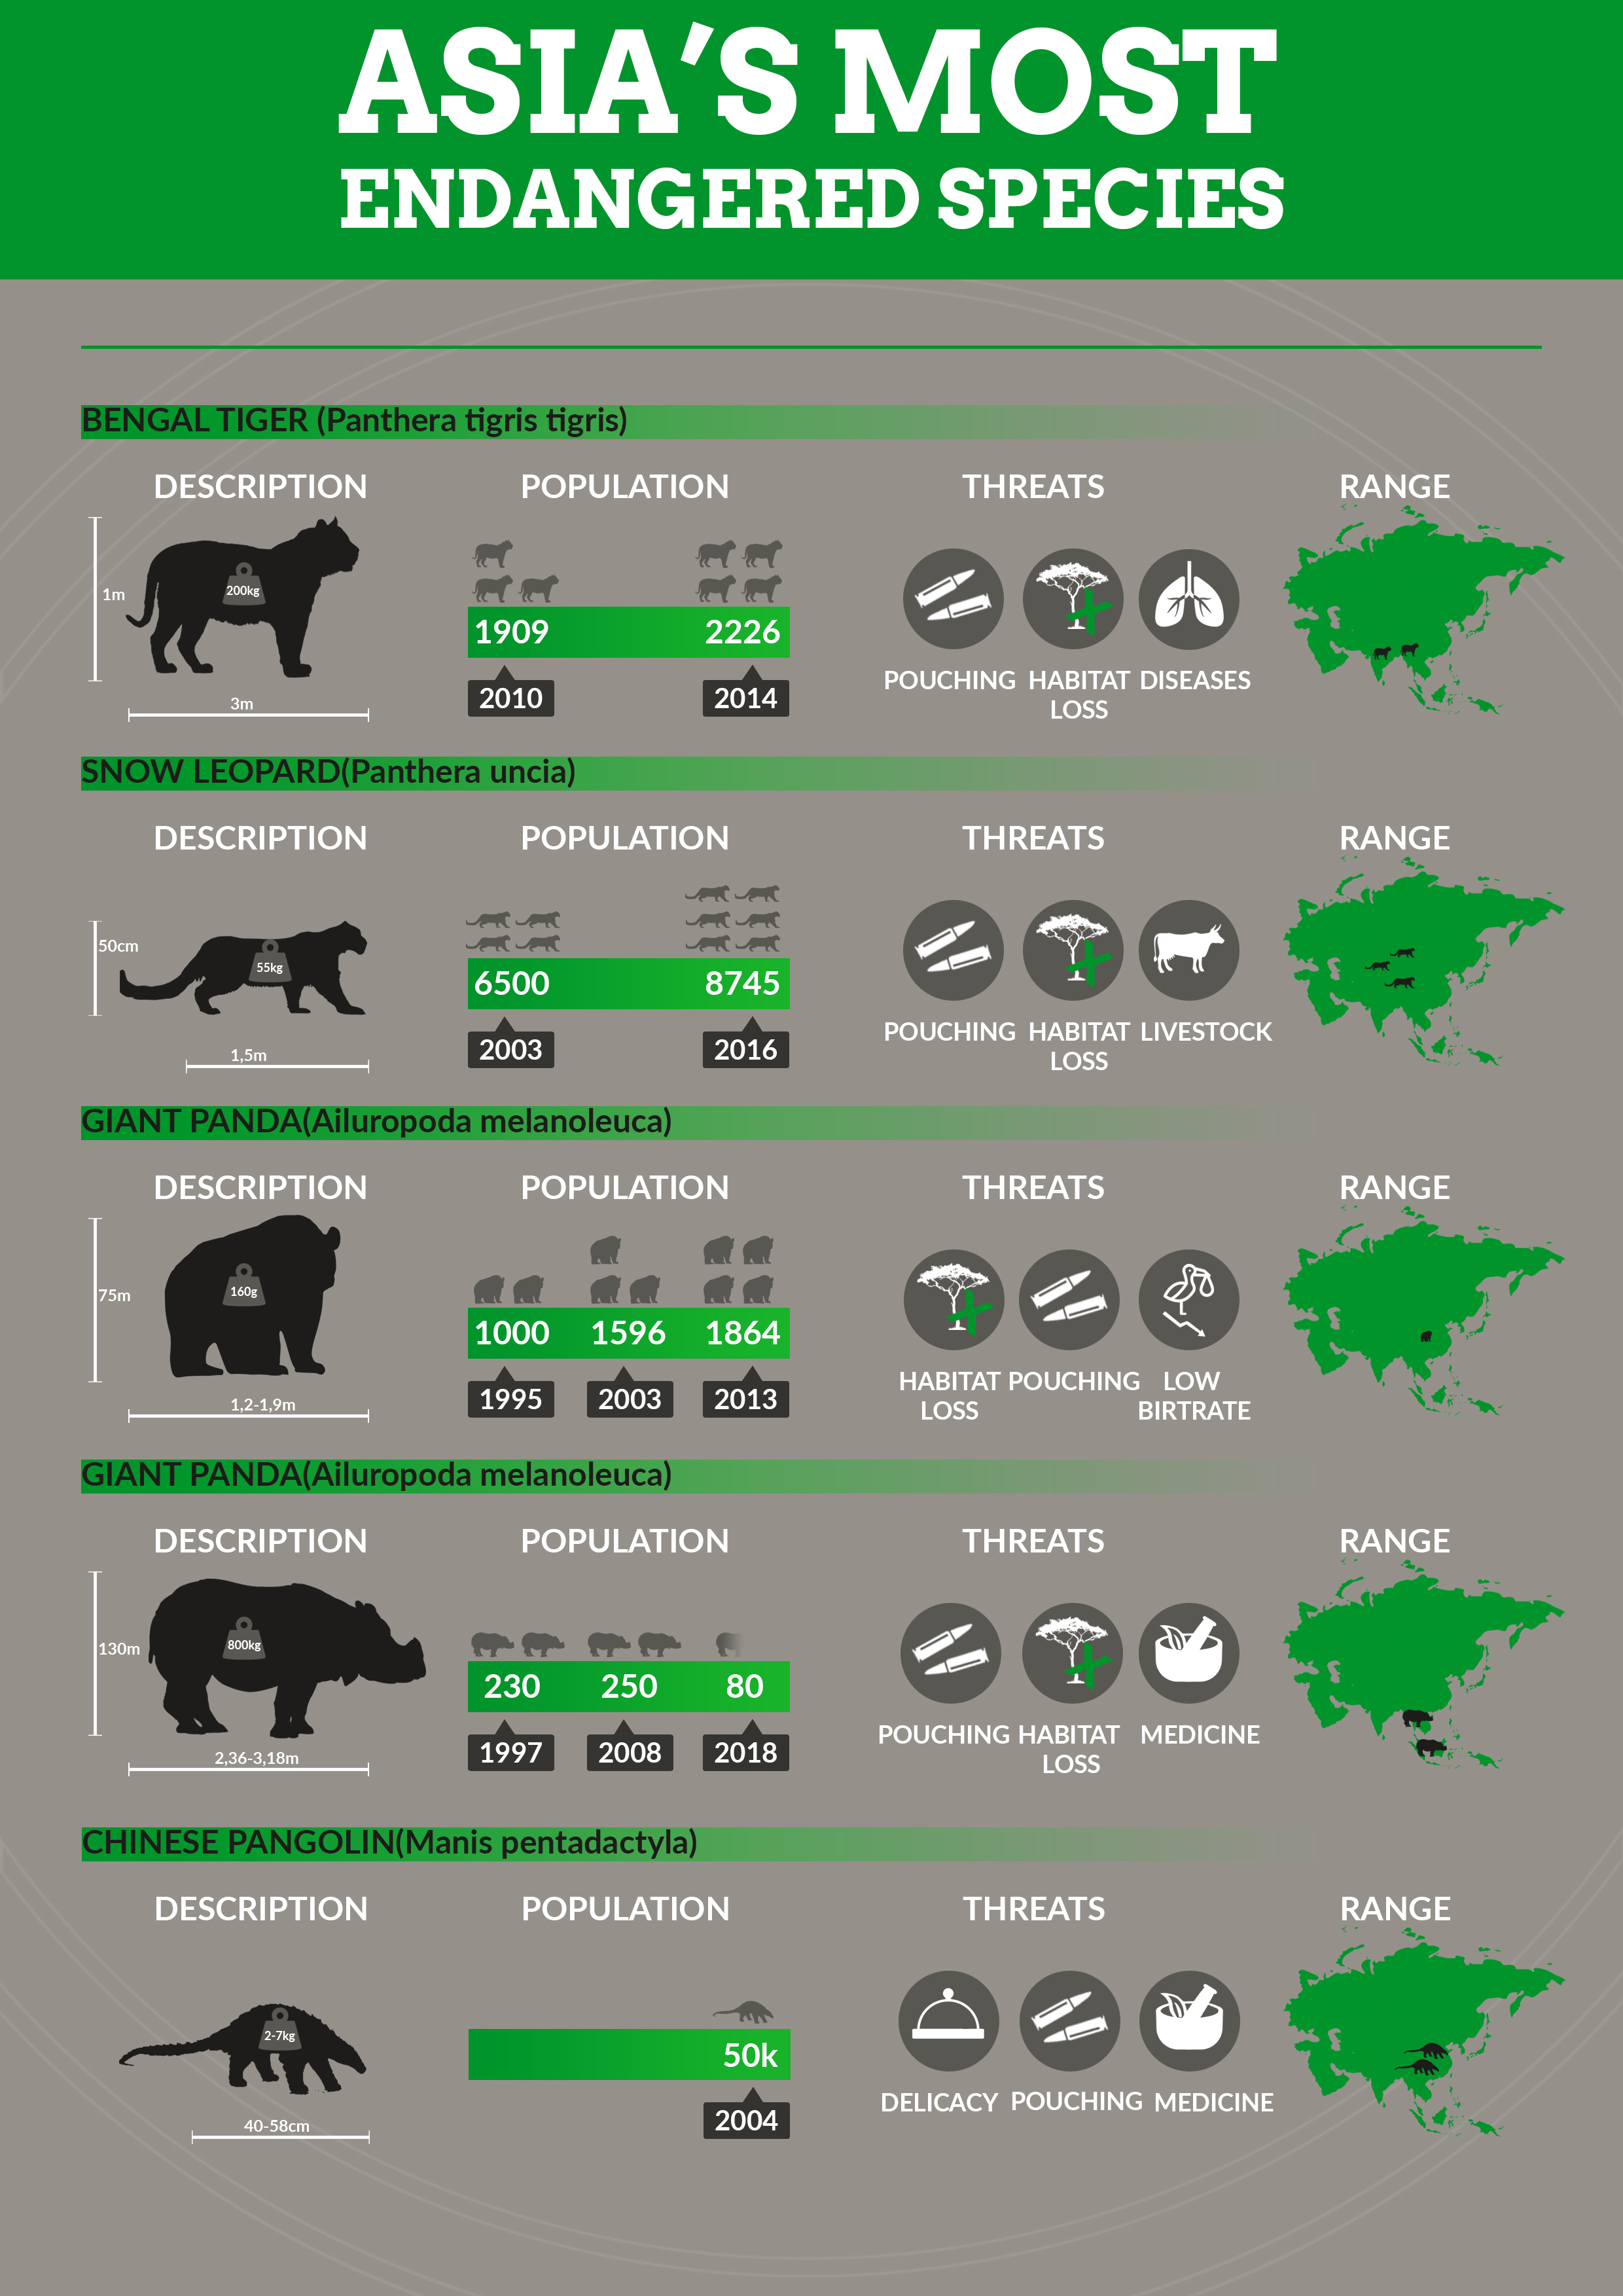 ASIA'S MOST
ENDANGERED SPECIES
BENGAL TIGER (Panthera tigris tigris)
DESCRIPTION POPULATION THREATS RANGE
1m
200kg
3m
1909 2226
2010 2014
POUCHING HABITAT DISEASES
LOSS
SNOW LEOPARD(Panthera uncia)
DESCRIPTION POPULATION THREATS RANGE
50cm
55kg
1,5m
6500 8745
2003 2016
POUCHING HABITAT LIVESTOCK
LOSS
GIANT PANDA(Ailuropoda melanoleuca)
DESCRIPTION POPULATION THREATS RANGE
75m
160g
1,2-1,9m
1000 1596 1864
1995 2003 2013
HABITAT POUCHING LOW
LOSS BIRTRATE
GIANT PANDA(Ailuropoda melanoleuca)
DESCRIPTION POPULATION THREATS RANGE
130m
800kg
2,36-3,18m
230 250 80
1997 2008 2018
POUCHING HABITAT MEDICINE
LOSS
CHINESE PANGOLIN(Manis pentadactyla)
DESCRIPTION POPULATION THREATS RANGE
2-7kg
40-58cm
50k
2004
DELICACY POUCHING MEDICINE